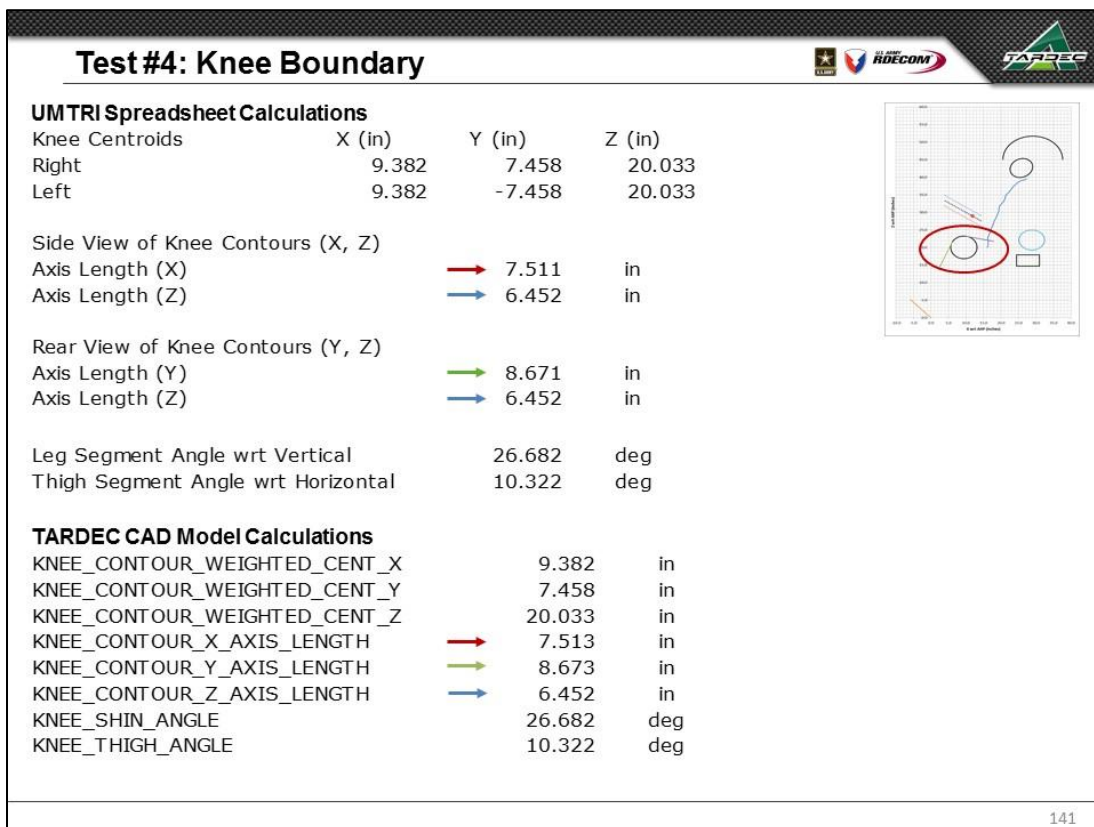 Test #4: Knee Boundary
U.S. ARMY
U.S. ARMY
RDECOM
TARDEC
UMTRI Spreadsheet Calculations
Knee Centroids X (in) Y (in) Z (in)
Right 9.382 7.458 20.033
Left 9.382 -7.458 20.033
Side View of Knee Contours (X, Z)
Axis Length (X) 7.511 in
Axis Length (Z) 6.452 in
Rear View of Knee Contours (Y, Z)
Axis Length (Y) 8.671 in
Axis Length (Z) 6.452 in
Leg Segment Angle wrt Vertical 26.682 deg
Thigh Segment Angle wrt Horizontal 10.322 deg
TARDEC CAD Model Calculations
KNEE_CONTOUR_WEIGHTED_CENT_X 9.382 in
KNEE_CONTOUR_WEIGHTED_CENT_Y 7.458 in
KNEE_CONTOUR_WEIGHTED_CENT_Z 20.033 in
KNEE_CONTOUR_X_AXIS_LENGTH 7.513 in
KNEE_CONTOUR_Y_AXIS_LENGTH 8.673 in
KNEE_CONTOUR_Z_AXIS_LENGTH 6.452 in
KNEE_SHIN_ANGLE 26.682 deg
KNEE_THIGH_ANGLE 10.322 deg
141